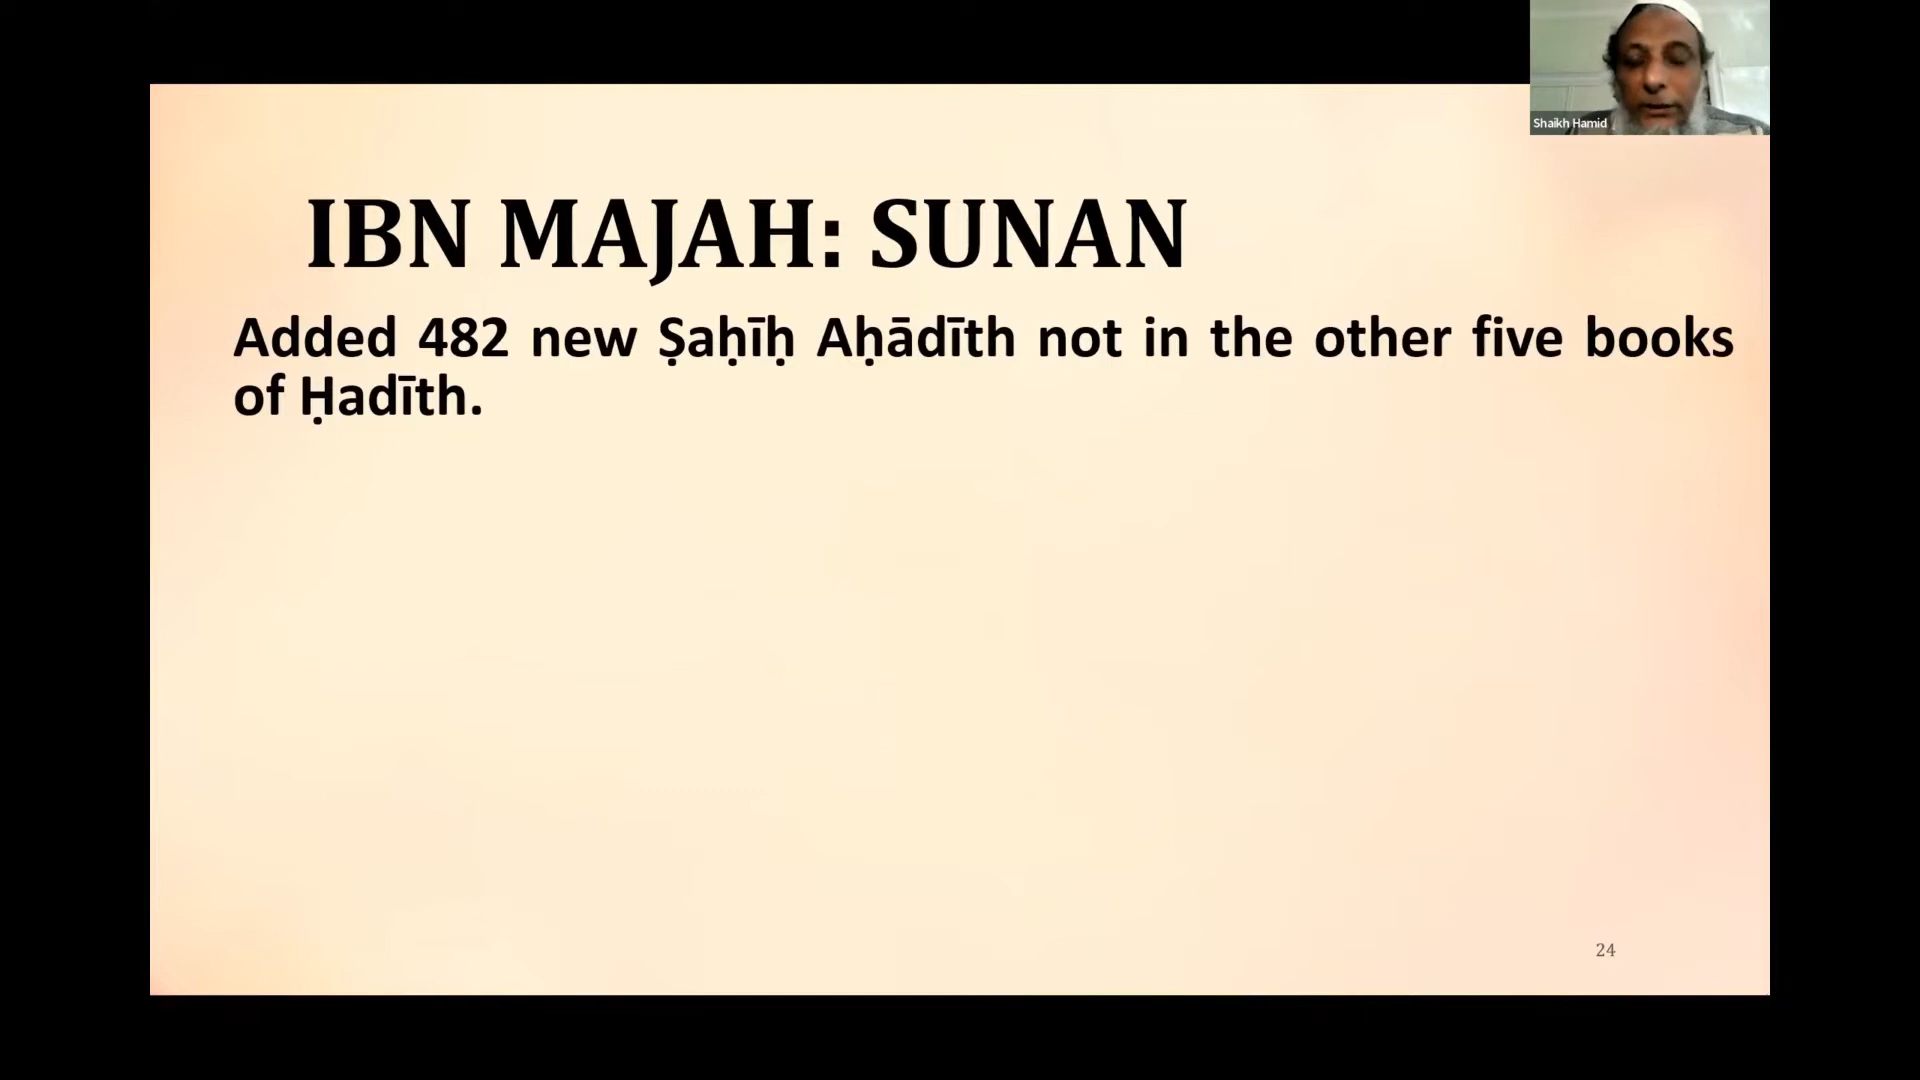 Shaikh Hamid
IBN MAJAH: SUNAN
Added 482 new Ṣaḥīḥ Aḥādīth not in the other five books
of Ḥadīth.
24